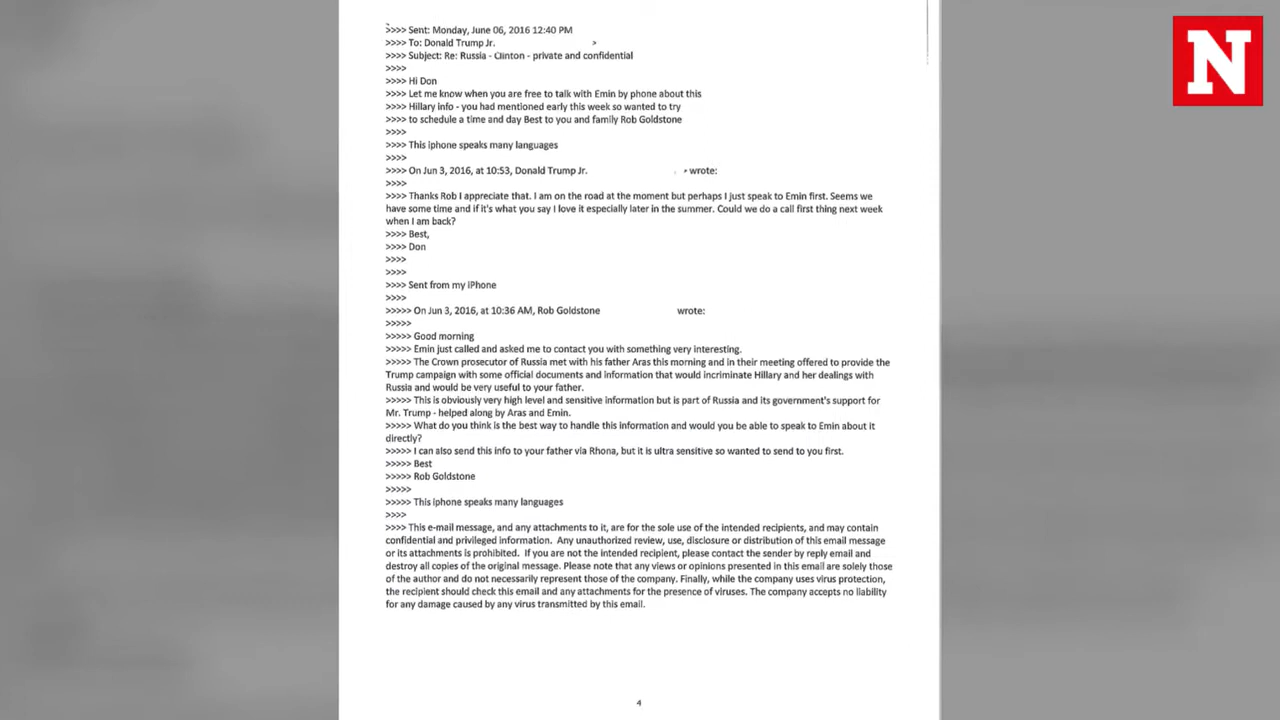 >>>> Sent: Monday, June 06, 2016 12:40 PM
>>>> To: Donald Trump Jr. >
>>>> Subject: Re: Russia - Clinton - private and confidential
>>>>
>>>> Hi Don
>>>> Let me know when you are free to talk with Emin by phone about this
>>>> Hillary info - you had mentioned early this week so wanted to try
>>>> to schedule a time and day Best to you and family Rob Goldstone
>>>>
>>>> This iphone speaks many languages
>>>>
>>>> On Jun 3, 2016, at 10:53, Donald Trump Jr. wrote:
>>>>
>>>> Thanks Rob I appreciate that. I am on the road at the moment but perhaps I just speak to Emin first. Seems we
have some time and if it's what you say I love it especially later in the summer. Could we do a call first thing next week
when I am back?
>>>> Best,
>>>> Don
>>>>
>>>>
>>>> Sent from my iPhone
>>>>
>>>>> On Jun 3, 2016, at 10:36 AM, Rob Goldstone wrote:
>>>>>
>>>>> Good morning
>>>>> Emin just called and asked me to contact you with something very interesting.
>>>>> The Crown prosecutor of Russia met with his father Aras this morning and in their meeting offered to provide the
Trump campaign with some official documents and information that would incriminate Hillary and her dealings with
Russia and would be very useful to your father.
>>>>> This is obviously very high level and sensitive information but is part of Russia and its government's support for
Mr. Trump - helped along by Aras and Emin.
>>>>> What do you think is the best way to handle this information and would you be able to speak to Emin about it
directly?
>>>>> I can also send this info to your father via Rhona, but it is ultra sensitive so wanted to send to you first.
>>>>> Best
>>>>> Rob Goldstone
>>>>>
>>>>> This iphone speaks many languages
>>>>
>>>> This e-mail message, and any attachments to it, are for the sole use of the intended recipients, and may contain
confidential and privileged information. Any unauthorized review, use, disclosure or distribution of this email message
or its attachments is prohibited. If you are not the intended recipient, please contact the sender by reply email and
destroy all copies of the original message. Please note that any views or opinions presented in this email are solely those
of the author and do not necessarily represent those of the company. Finally, while the company uses virus protection,
the recipient should check this email and any attachments for the presence of viruses. The company accepts no liability
for any damage caused by any virus transmitted by this email.
4
N